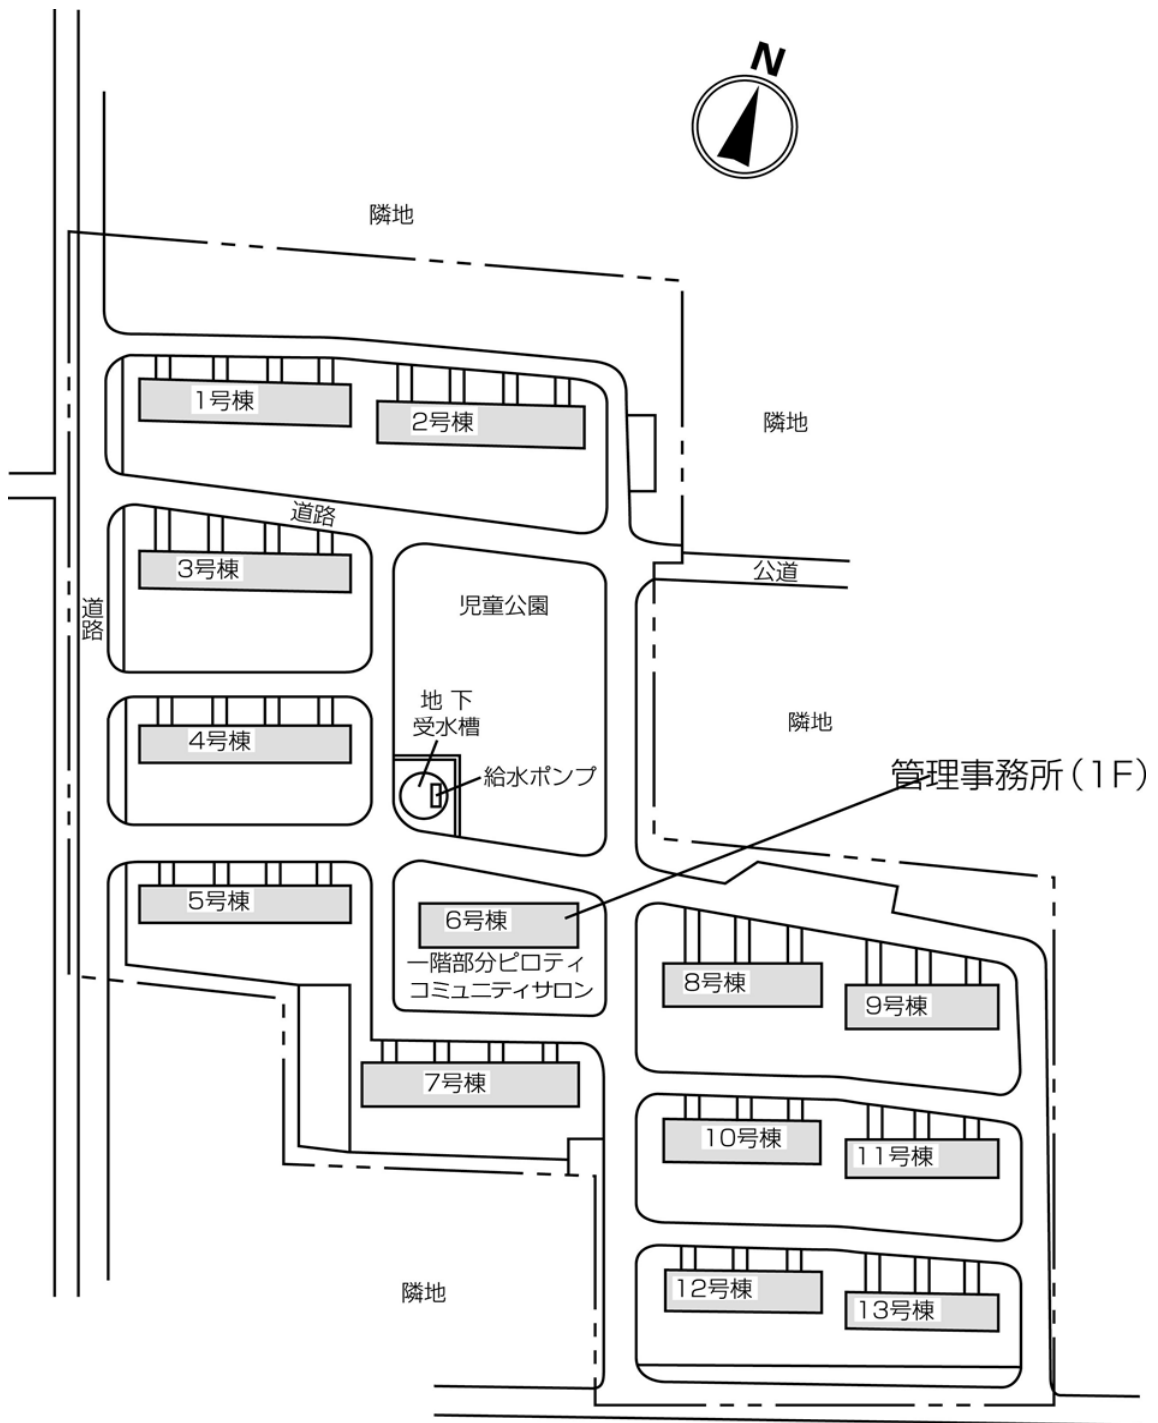 N
隣地
1号棟
2号棟
隣地
道路
3号棟
公道
道路
児童公園
地下
受水槽
隣地
4号棟
給水ポンプ
管理事務所(1F)
5号棟
6号棟
一階部分ピロティ
コミュニティサロン
8号棟
9号棟
7号棟
10号棟
11号棟
隣地
12号棟
13号棟